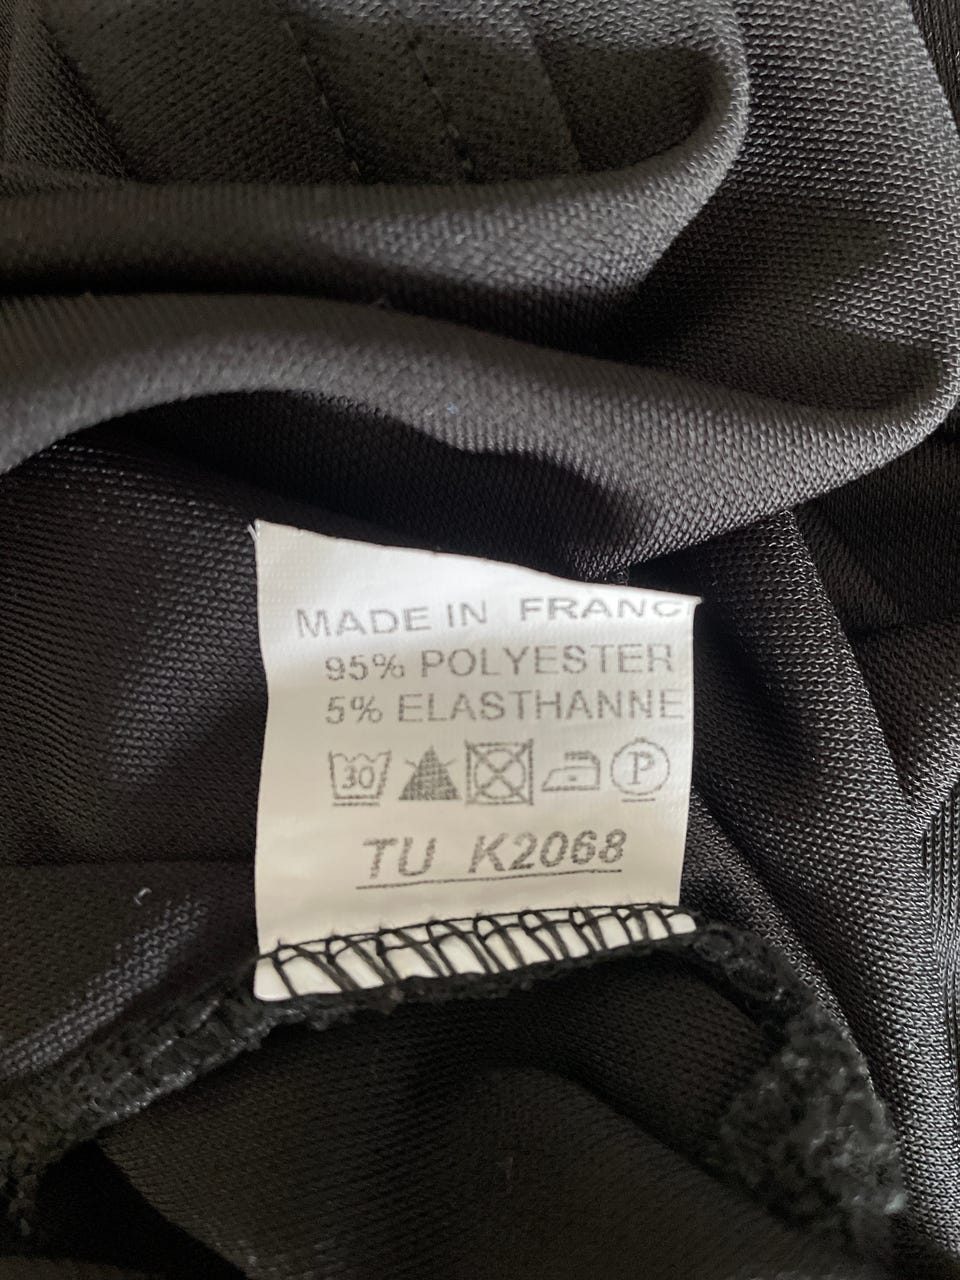 MADE IN FRANC
95% POLYESTER
5% ELASTHANNE
30 P
TU K2068